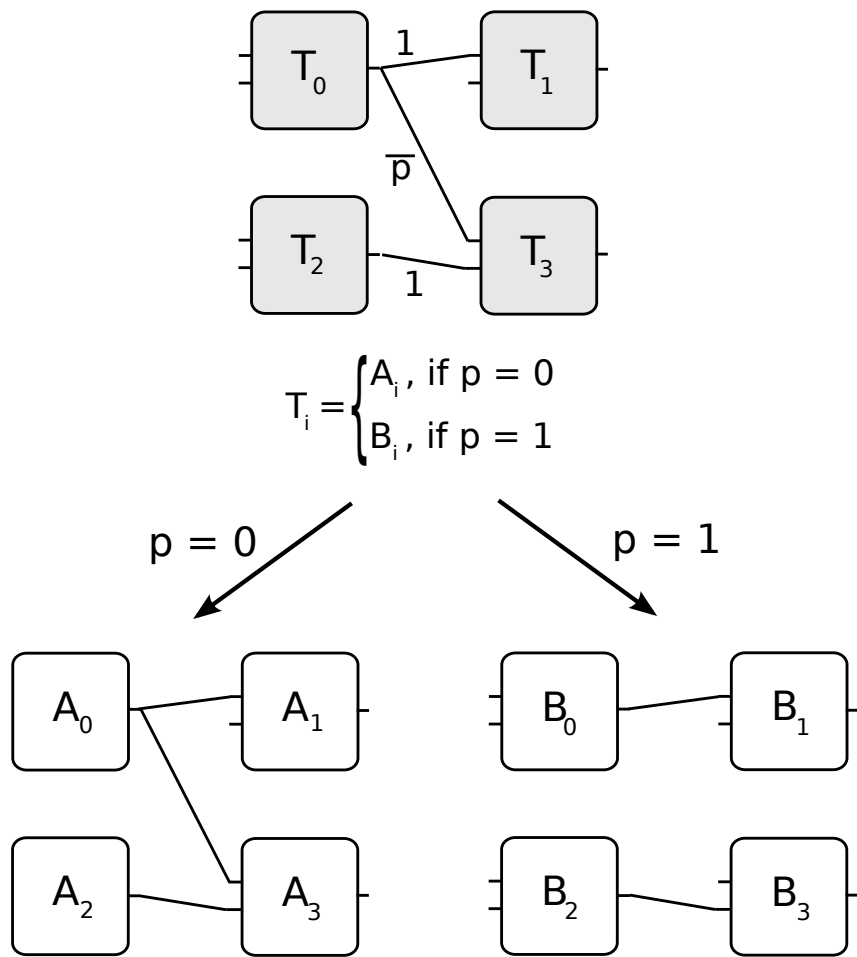 1
T₀ T₁
p̅
T₂ T₃
1
Tᵢ = { Aᵢ , if p = 0
Bᵢ , if p = 1
p = 0 p = 1
A₀ A₁ B₀ B₁
A₂ A₃ B₂ B₃